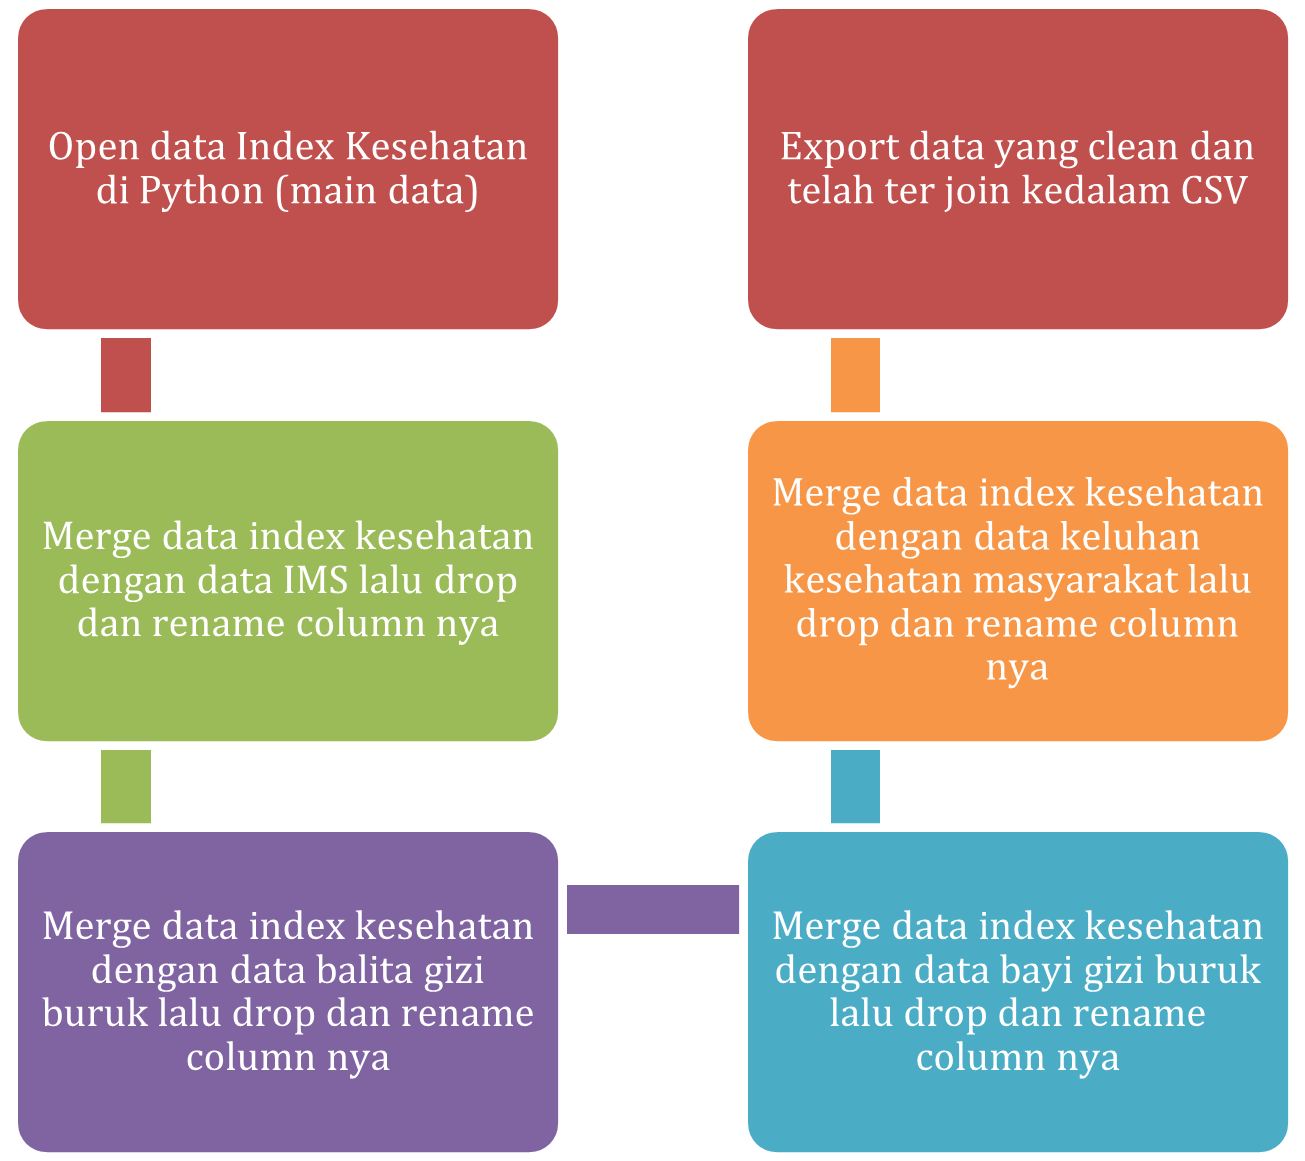 Open data Index Kesehatan
di Python (main data)
Merge data index kesehatan
dengan data IMS lalu drop
dan rename column nya
Merge data index kesehatan
dengan data balita gizi
buruk lalu drop dan rename
column nya
Merge data index kesehatan
dengan data bayi gizi buruk
lalu drop dan rename
column nya
Merge data index kesehatan
dengan data keluhan
kesehatan masyarakat lalu
drop dan rename column
nya
Export data yang clean dan
telah ter join kedalam CSV